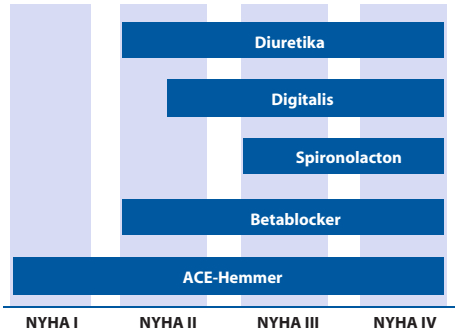 Diuretika
Digitalis
Spironolacton
Betablocker
ACE-Hemmer
NYHA I NYHA II NYHA III NYHA IV